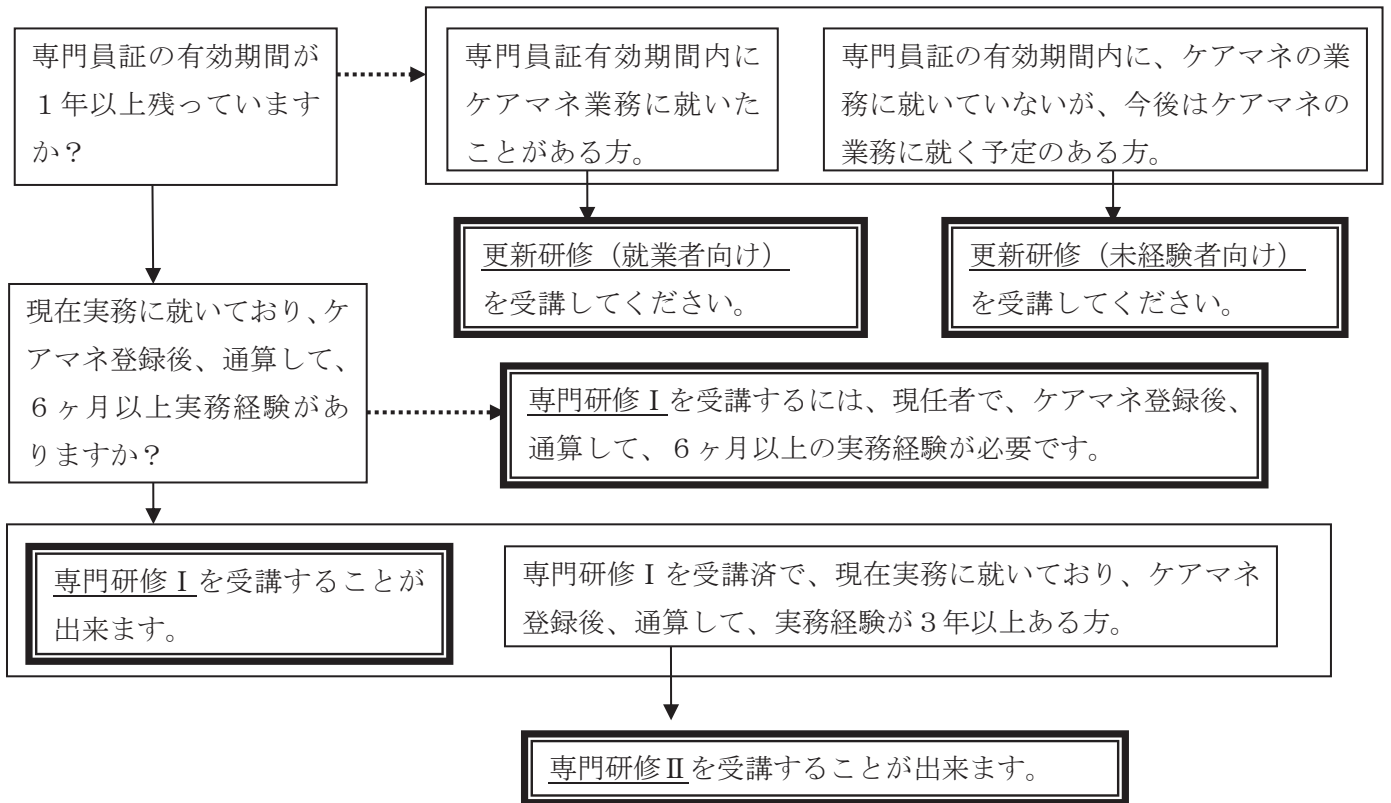 専門員証の有効期間が
１年以上残っています
か？
専門員証有効期間内に
ケアマネ業務に就いた
ことがある方。
専門員証の有効期間内に、ケアマネの業
務に就いていないが、今後はケアマネの
業務に就く予定のある方。
更新研修（就業者向け）
を受講してください。
更新研修（未経験者向け）
を受講してください。
現在実務に就いており、ケ
アマネ登録後、通算して、
６ヶ月以上実務経験があ
りますか？
専門研修Ⅰを受講するには、現任者で、ケアマネ登録後、
通算して、６ヶ月以上の実務経験が必要です。
専門研修Ⅰを受講することが
出来ます。
専門研修Ⅰを受講済で、現在実務に就いており、ケアマネ
登録後、通算して、実務経験が３年以上ある方。
専門研修Ⅱを受講することが出来ます。